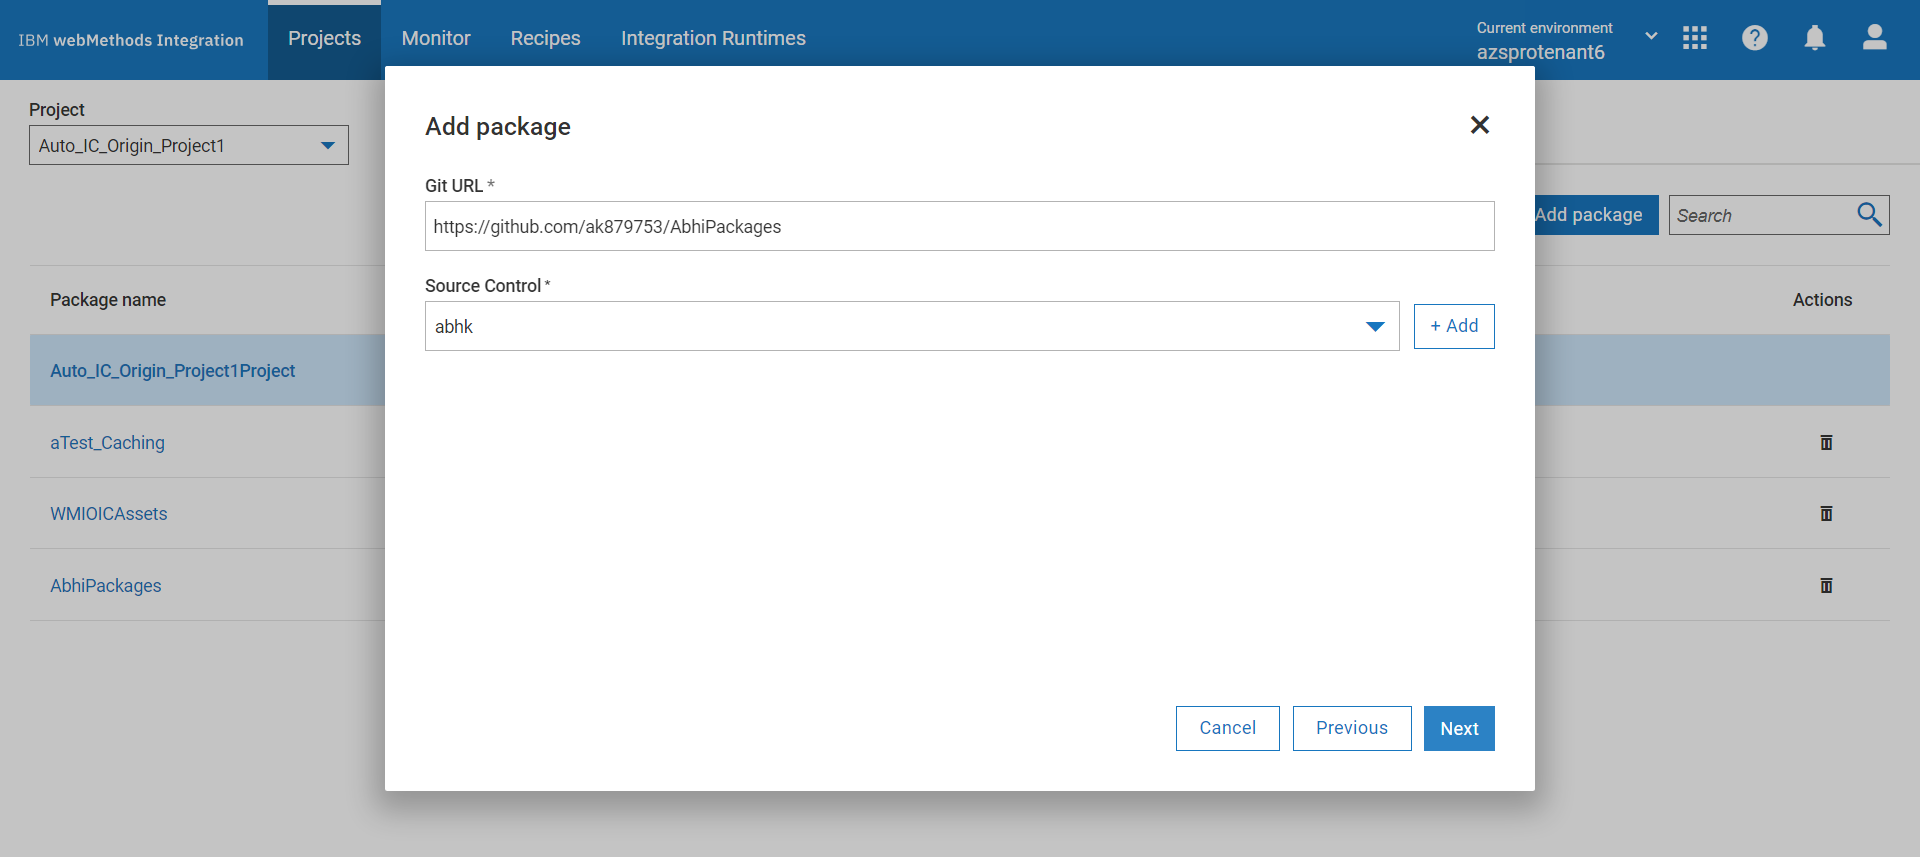 IBM webMethods Integration
Projects
Monitor
Recipes
Integration Runtimes
Current environment
azsprotenant6
Project
Auto_IC_Origin_Project1
Add package
Search
Package name
Actions
Auto_IC_Origin_Project1Project
aTest_Caching
WMIOICAssets
AbhiPackages
Add package
Git URL *
https://github.com/ak879753/AbhiPackages
Source Control *
abhk
+ Add
Cancel
Previous
Next